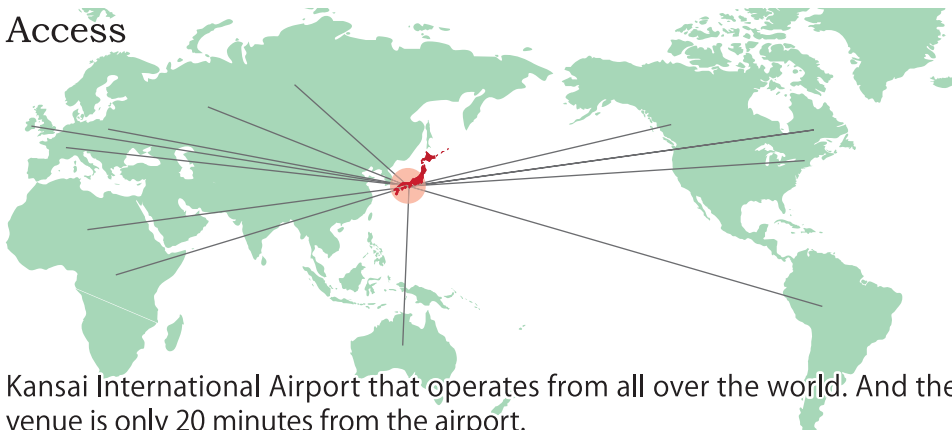 Access
Kansai International Airport that operates from all over the world. And the
venue is only 20 minutes from the airport.